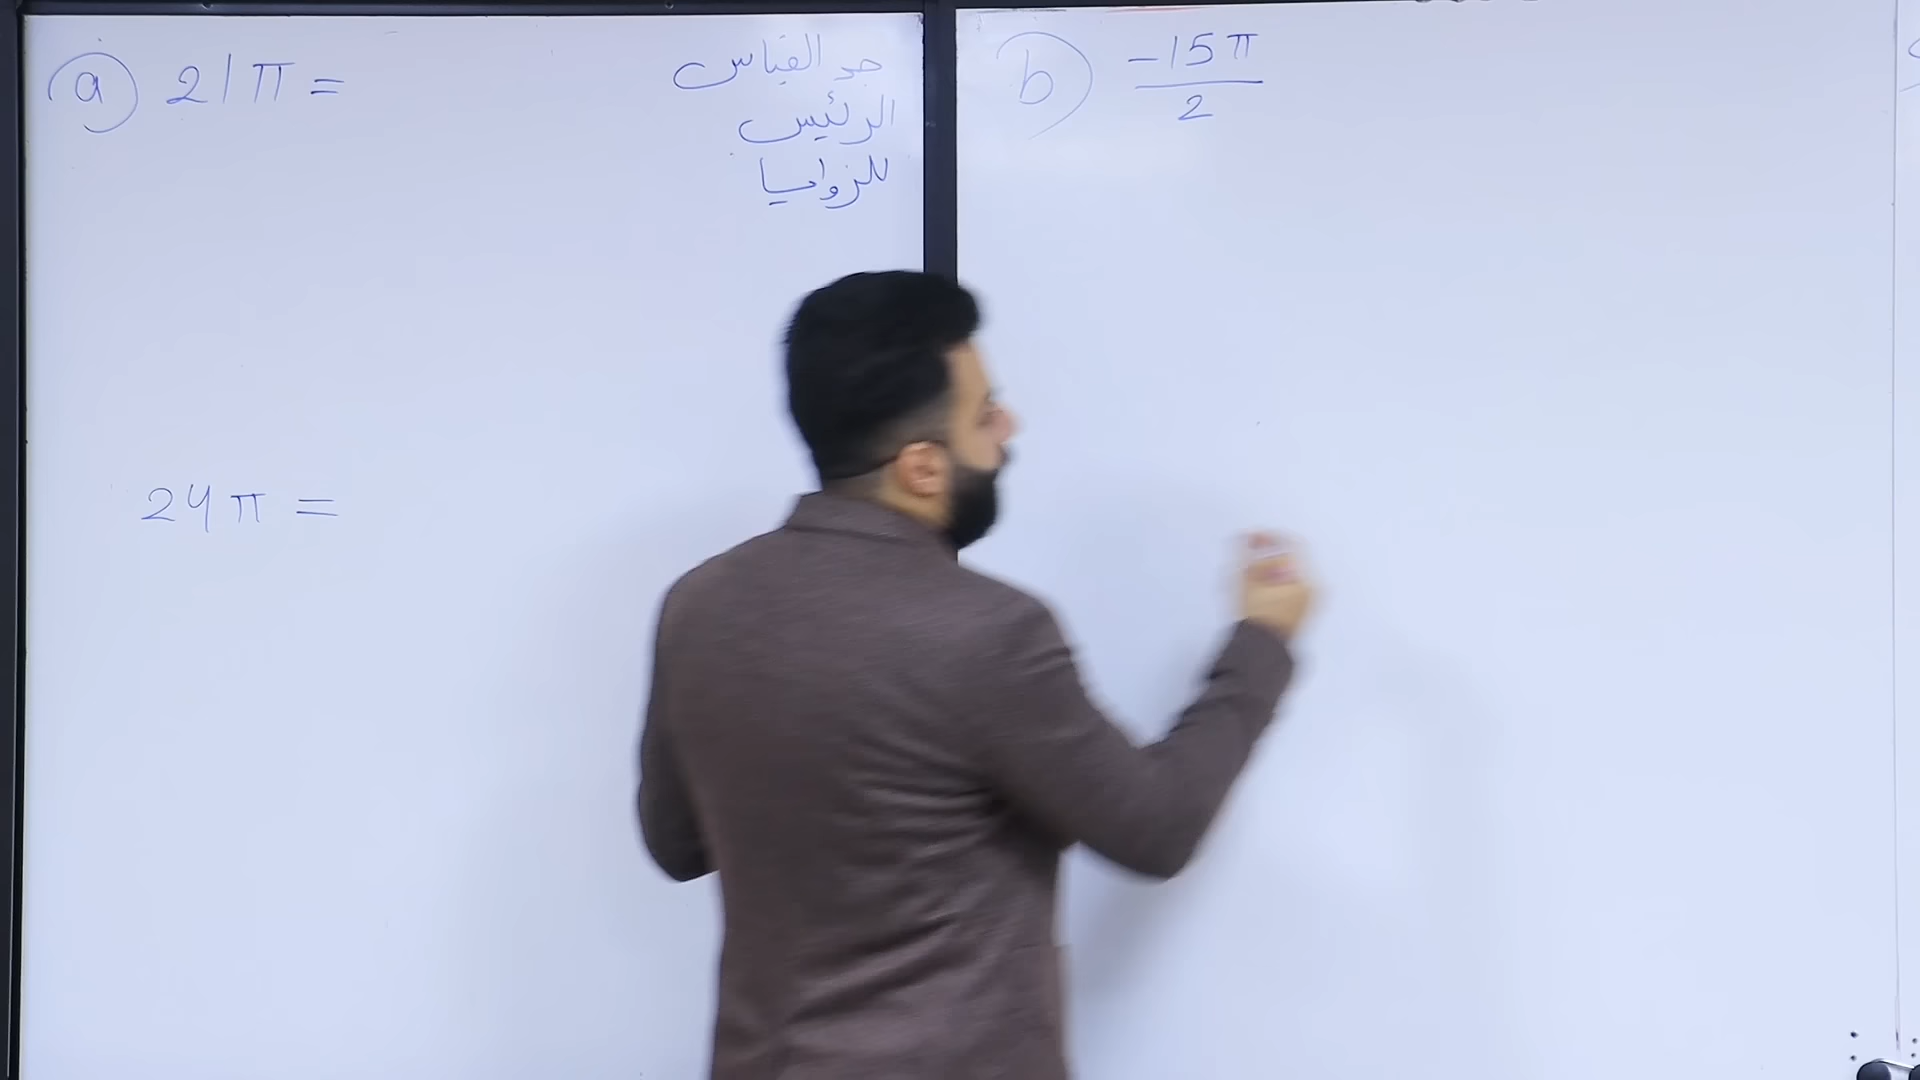 a 21π =
جد القياس
الرئيس
للزوايا
24π =
b -15π
2